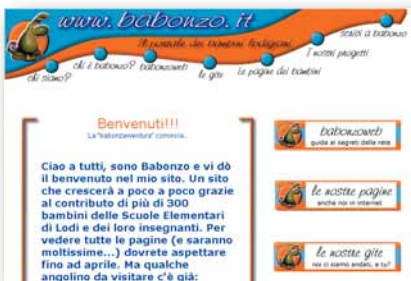 www.babonzo.it
il portale dei bambini lodigiani
chi siamo?
chi è babonzo?
babonzoweb
le gite
le pagine dei bambini
I nostri progetti
scrivi a babonzo
Benvenuti!!!
La "babonzaventura" comincia.
Ciao a tutti, sono Babonzo e vi dò
il benvenuto nel mio sito. Un sito
che crescerà a poco a poco grazie
al contributo di più di 300
bambini delle Scuole Elementari
di Lodi e dei loro insegnanti. Per
vedere tutte le pagine (e saranno
moltissime...) dovrete aspettare
fino ad aprile. Ma qualche
angolino da visitare c'è già:
babonzoweb
guida ai segreti della rete
le nostre pagine
anche noi in internet
le nostre gite
noi ci siamo andati, e tu?